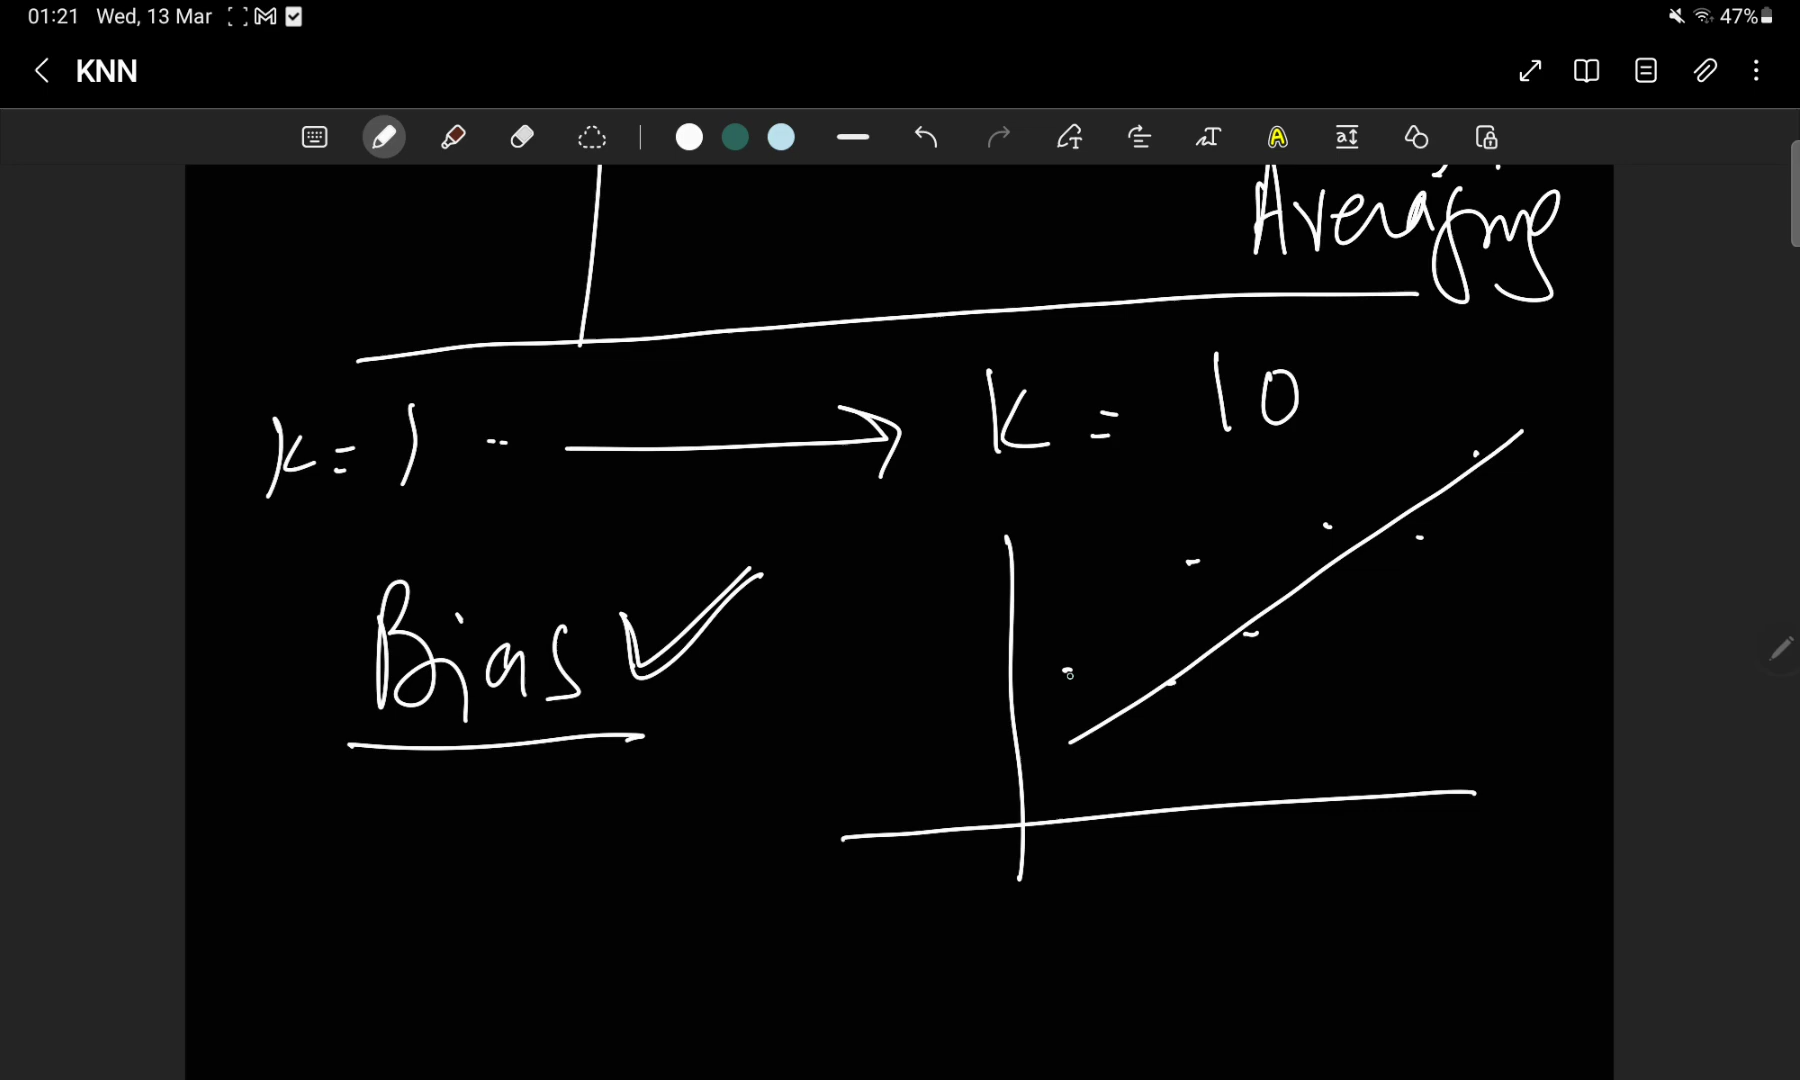 01:21 Wed, 13 Mar 47%
KNN
Averaging
K = 1 -- → K = 10
Bias ✓